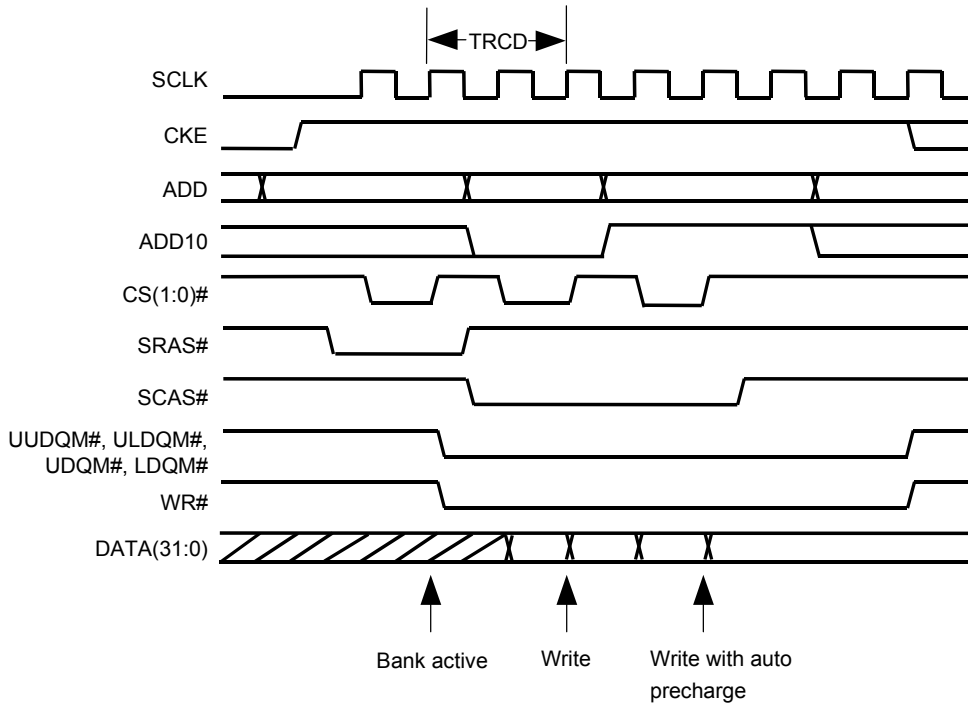 TRCD
SCLK
CKE
ADD
ADD10
CS(1:0)#
SRAS#
SCAS#
UUDQM#, ULDQM#,
UDQM#, LDQM#
WR#
DATA(31:0)
Bank active
Write
Write with auto
precharge